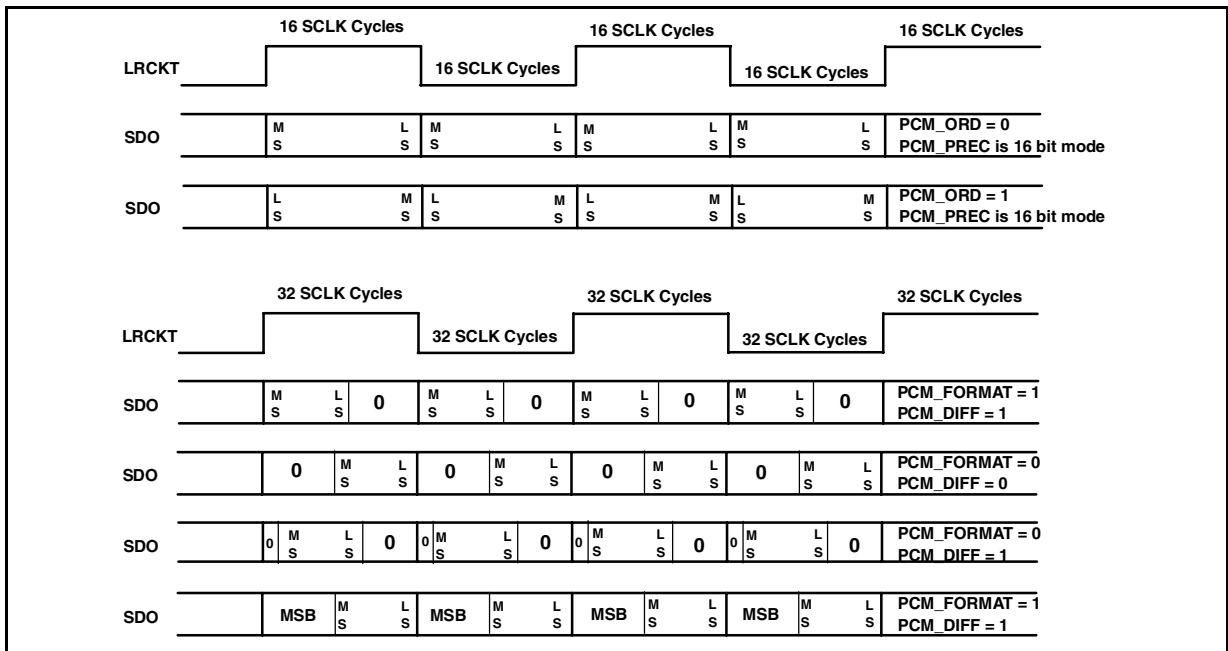 16 SCLK Cycles 16 SCLK Cycles 16 SCLK Cycles
LRCKT 16 SCLK Cycles 16 SCLK Cycles
SDO M L M L M L M L PCM_ORD = 0
S S S S S S S S PCM_PREC is 16 bit mode
SDO L M L M L M L M PCM_ORD = 1
S S S S S S S S PCM_PREC is 16 bit mode
32 SCLK Cycles 32 SCLK Cycles 32 SCLK Cycles
LRCKT 32 SCLK Cycles 32 SCLK Cycles
SDO M L 0 M L 0 M L 0 M L 0 PCM_FORMAT = 1
S S S S S S S S PCM_DIFF = 1
SDO 0 M L 0 M L 0 M L 0 M L PCM_FORMAT = 0
S S S S S S S S PCM_DIFF = 0
SDO 0 M L 0 0 M L 0 0 M L 0 0 M L 0 PCM_FORMAT = 0
S S S S S S S S PCM_DIFF = 1
SDO MSB M L MSB M L MSB M L MSB M L PCM_FORMAT = 1
S S S S S S S S PCM_DIFF = 1